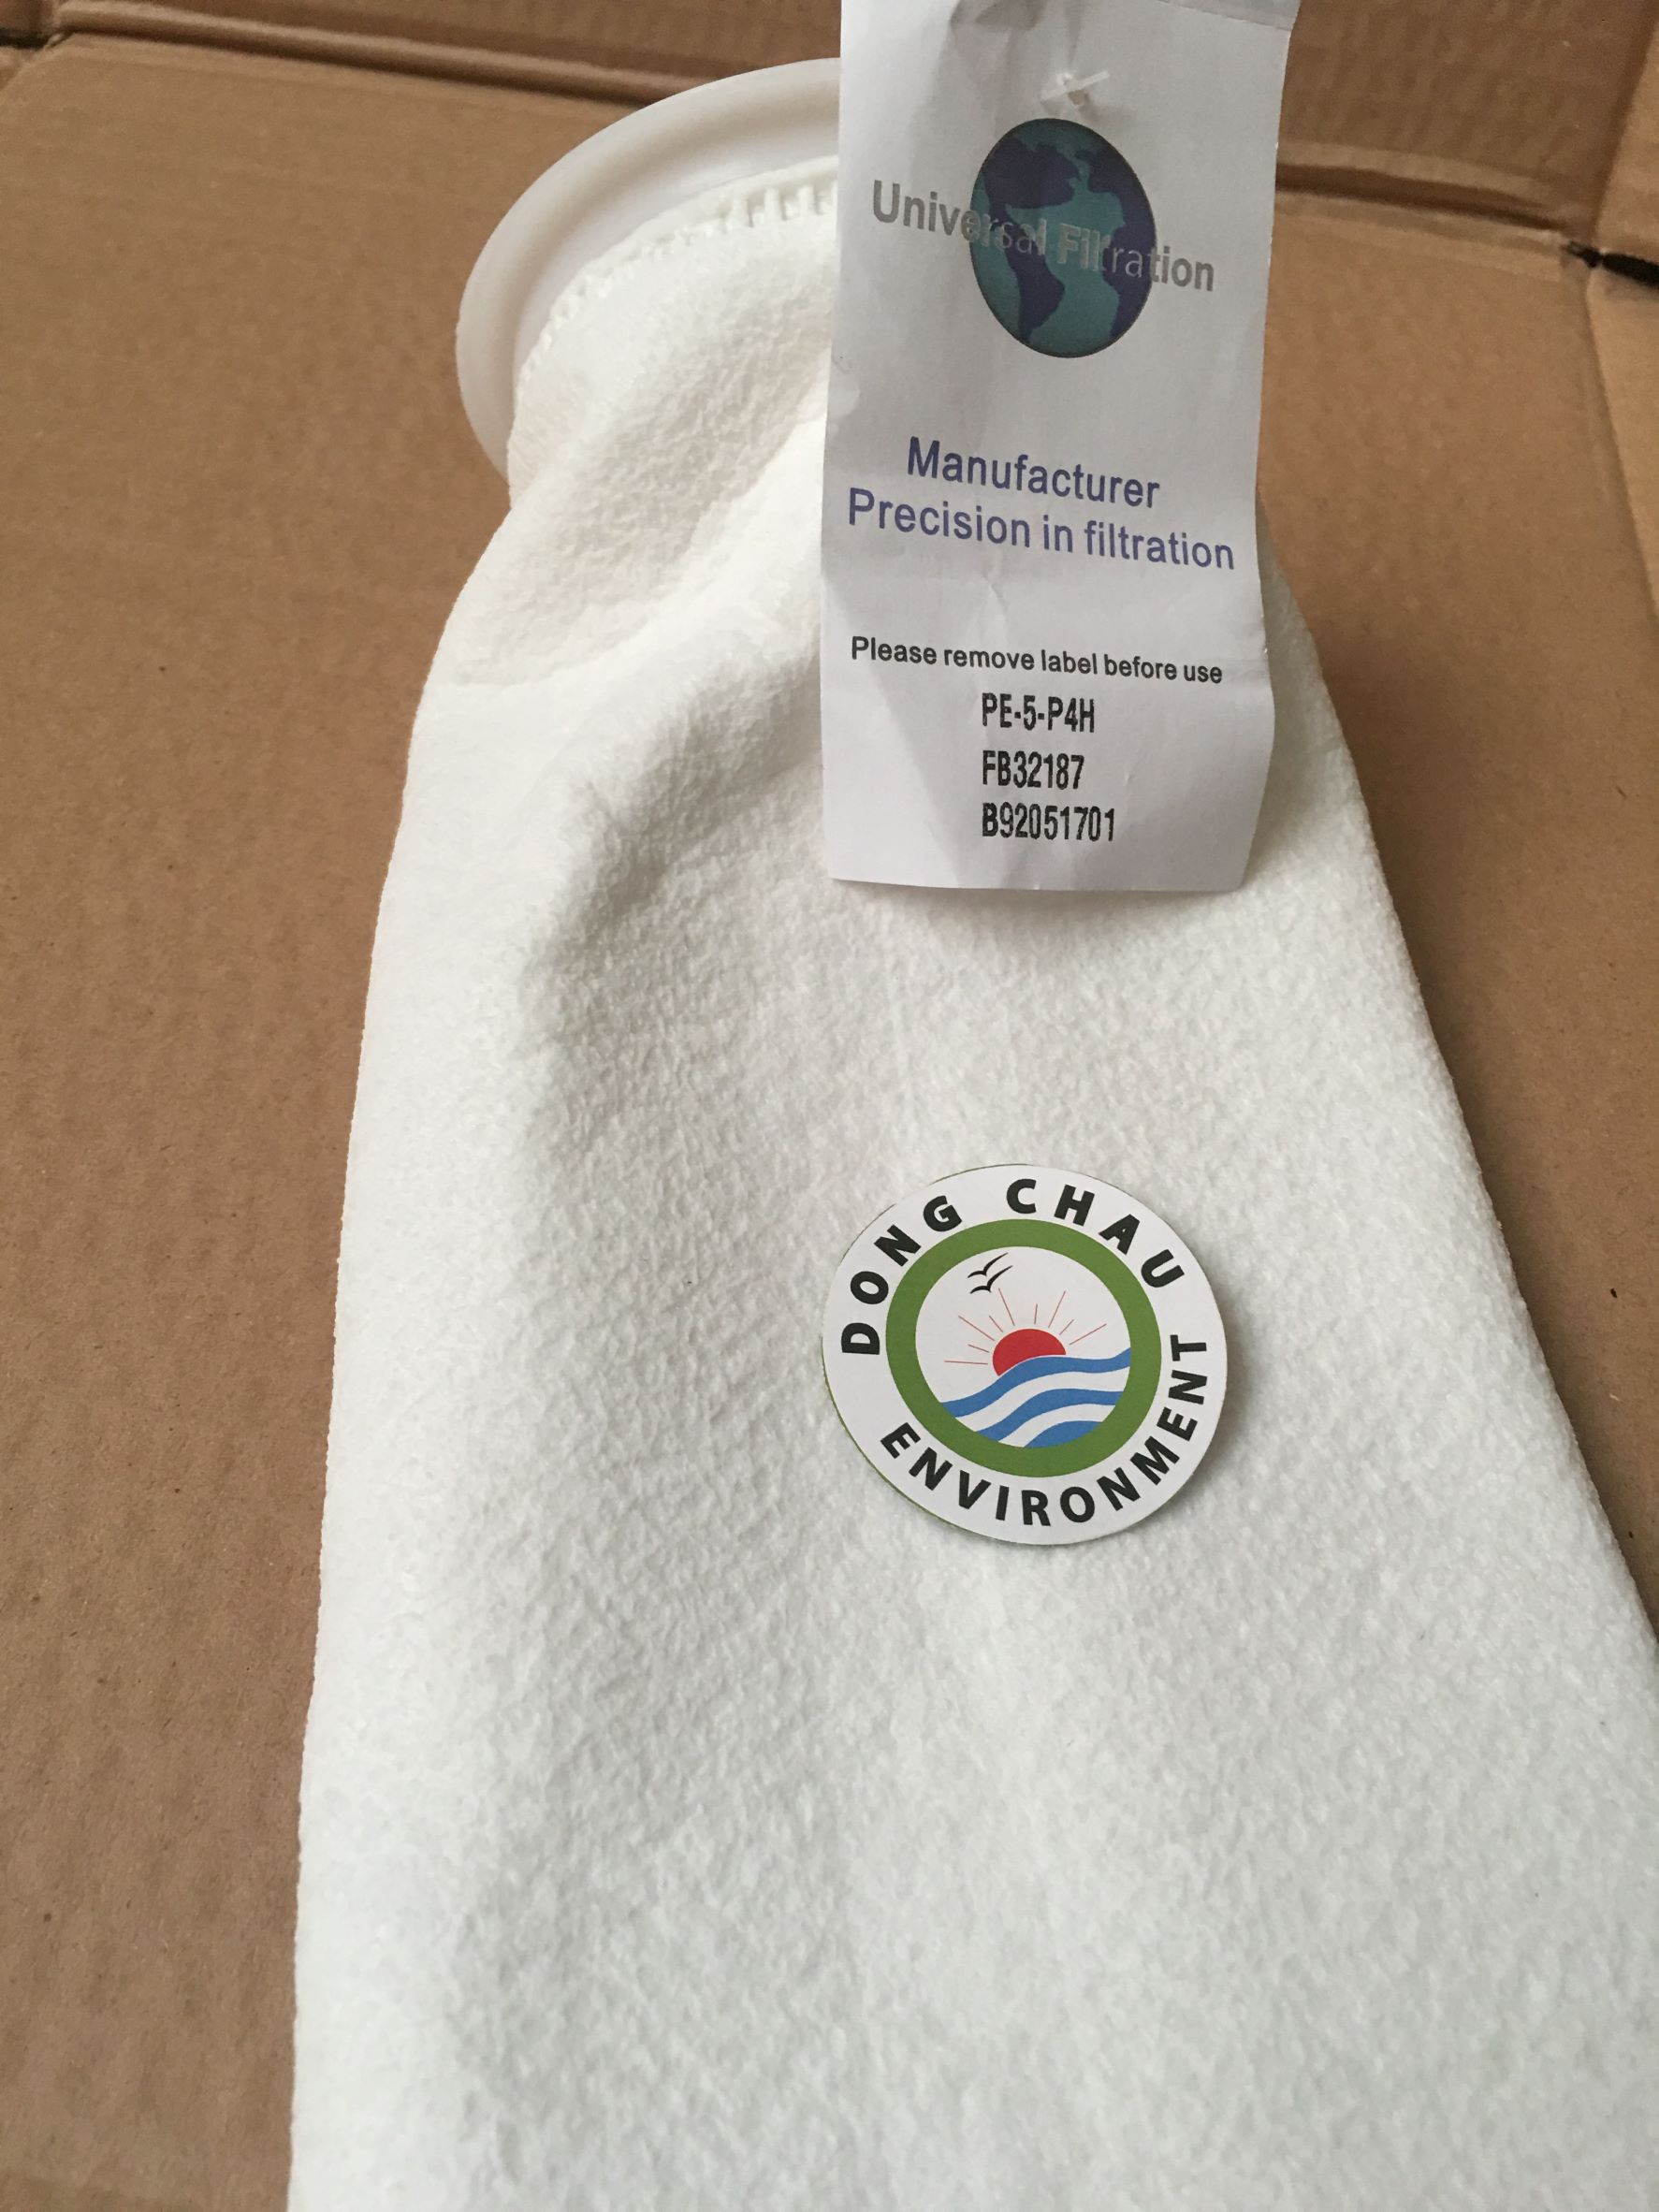 Universal Filtration
Manufacturer
Precision in filtration
Please remove label before use
PE-5-P4H
FB32187
B92051701
DONG CHAU
ENVIRONMENT